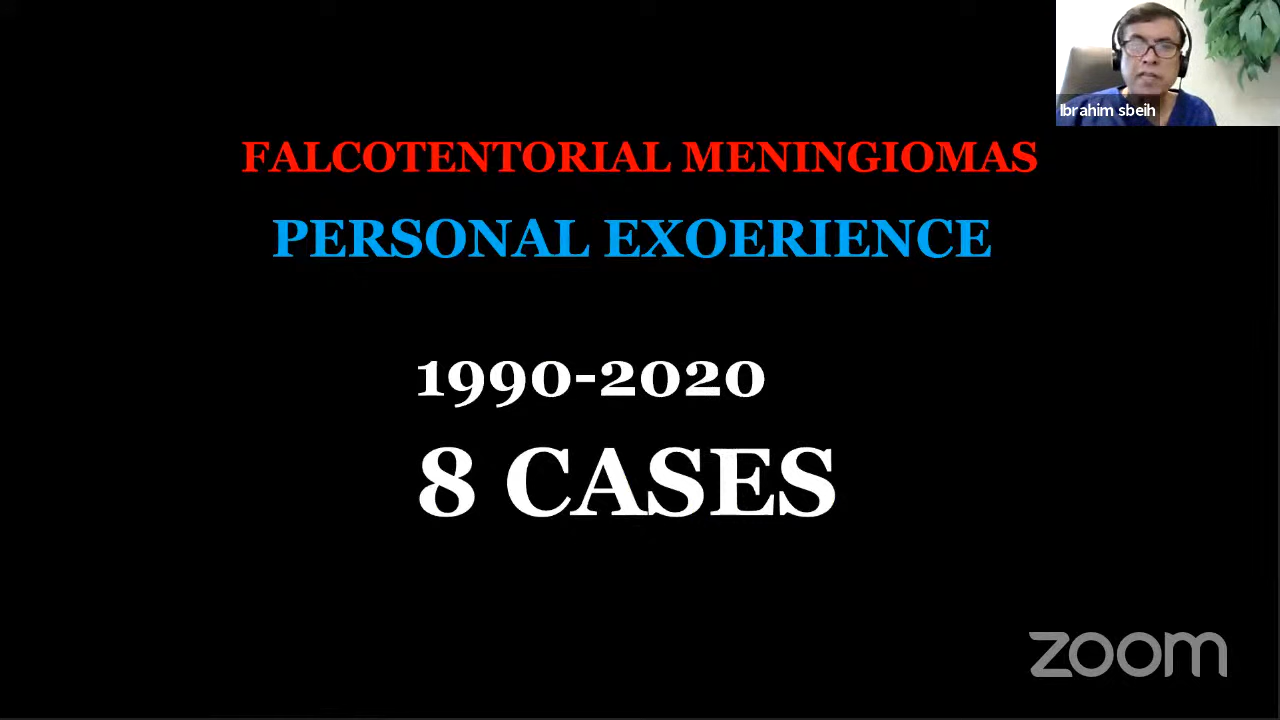 Ibrahim sbeih
FALCOTENTORIAL MENINGIOMAS
PERSONAL EXOERIENCE
1990-2020
8 CASES
zoom